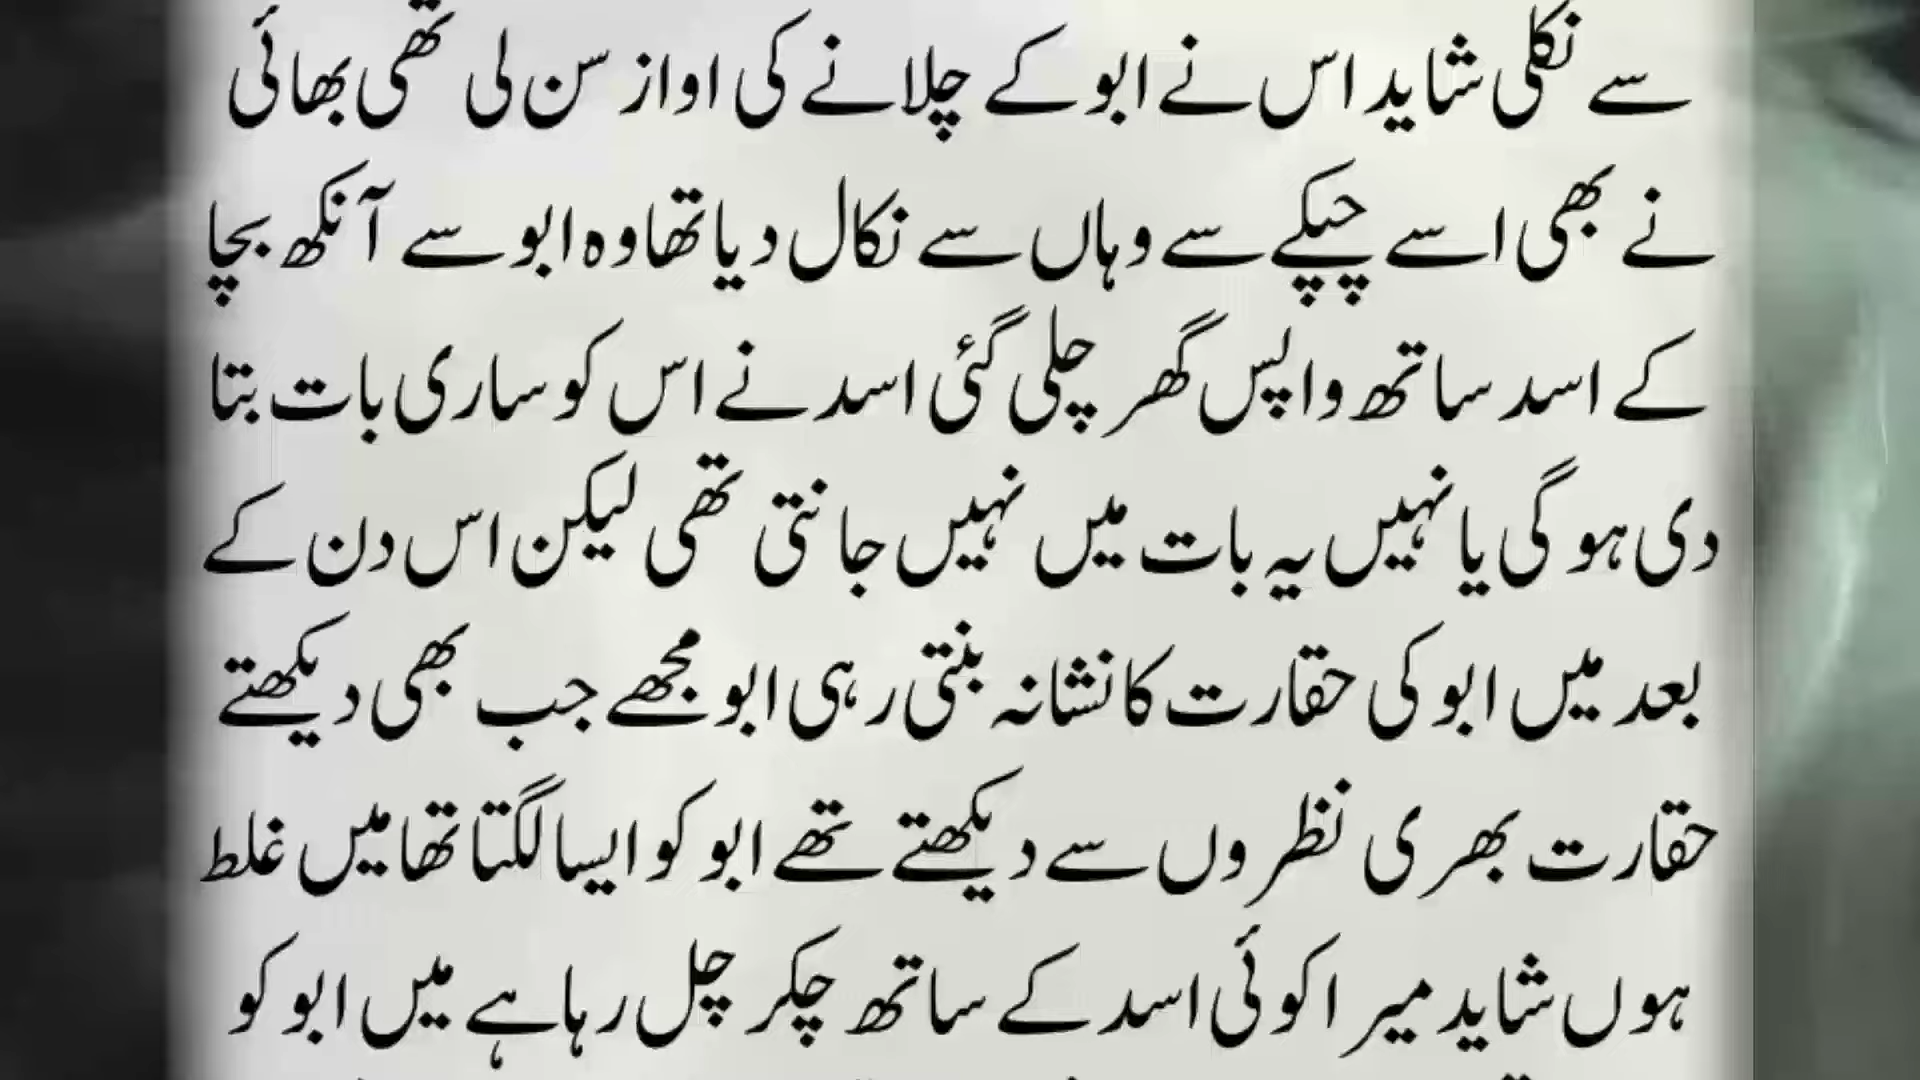 سے نکلی شاید اس نے ابو کے چلانے کی اواز سن لی تھی بھائی
نے بھی اسے چپکے سے وہاں سے نکال دیا تھا وہ ابو سے آنکھ بچا
کے اسد ساتھ واپس گھر چلی گئی اسد نے اس کو ساری بات بتا
دی ہو گی یا نہیں یہ بات میں نہیں جانتی تھی لیکن اس دن کے
بعد میں ابو کی حقارت کا نشانہ بنتی رہی ابو مجھے جب بھی دیکھتے
حقارت بھری نظروں سے دیکھتے تھے ابو کو ایسا لگتا تھا میں غلط
ہوں شاید میرا کوئی اسد کے ساتھ چکر چل رہا ہے میں ابو کو